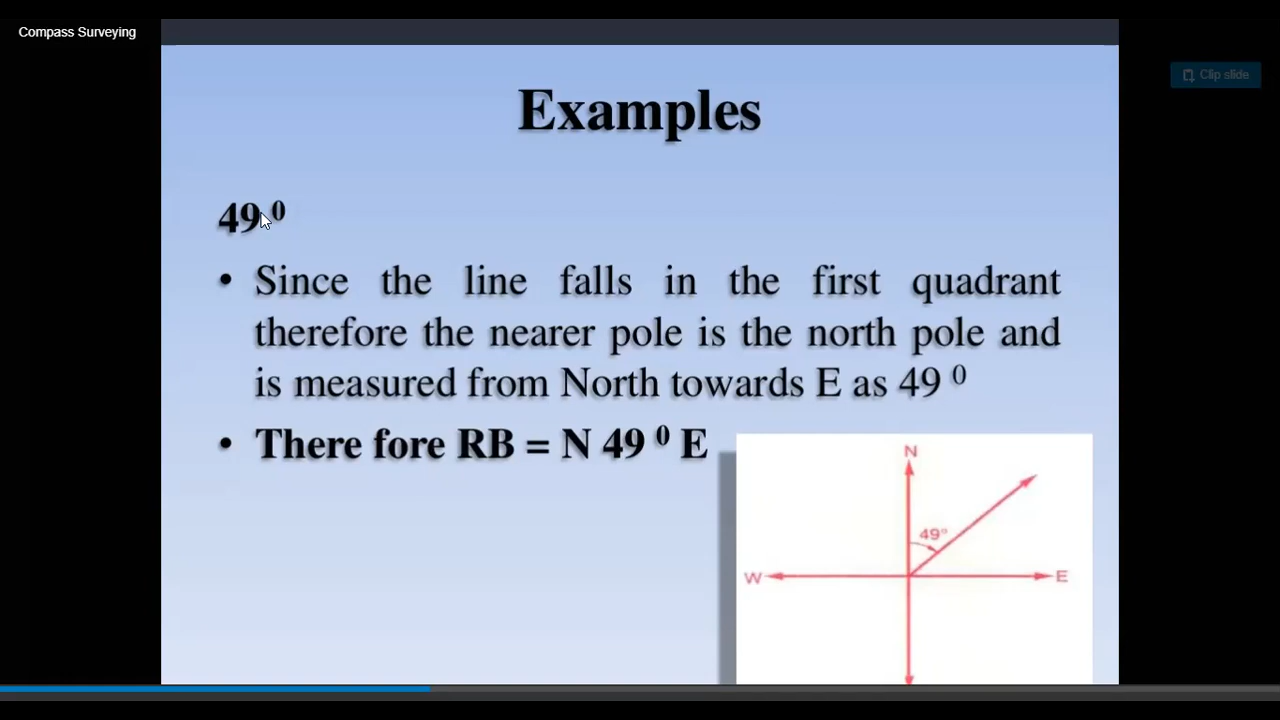 Compass Surveying
Clip slide
Examples
49 ⁰
• Since the line falls in the first quadrant
therefore the nearer pole is the north pole and
is measured from North towards E as 49 ⁰
• There fore RB = N 49 ⁰ E
N
49°
W
E